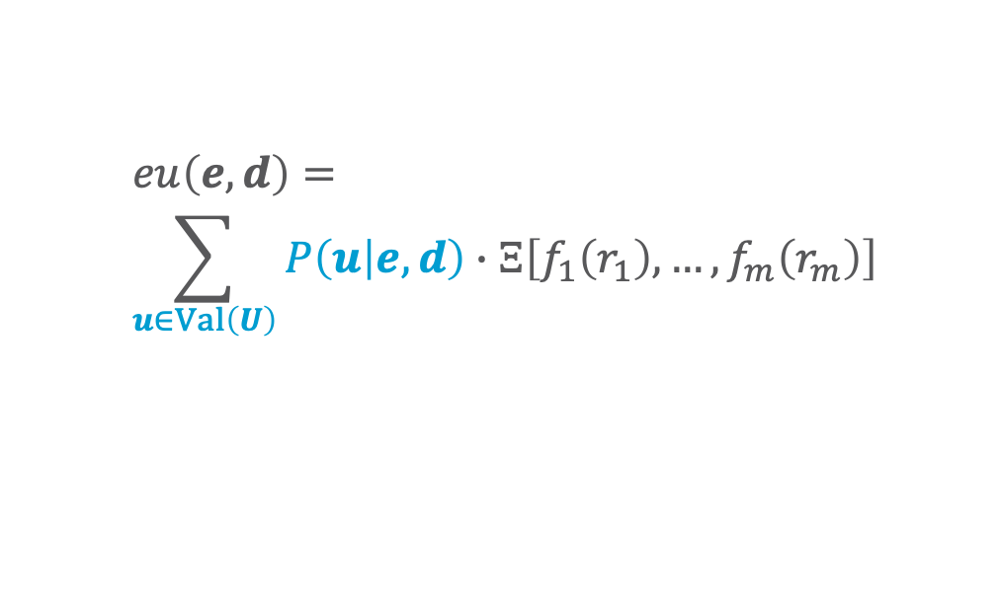 eu(e, d) =
∑ P(u|e, d) · Ξ[f₁(r₁), … , fₘ(rₘ)]
u∈Val(U)